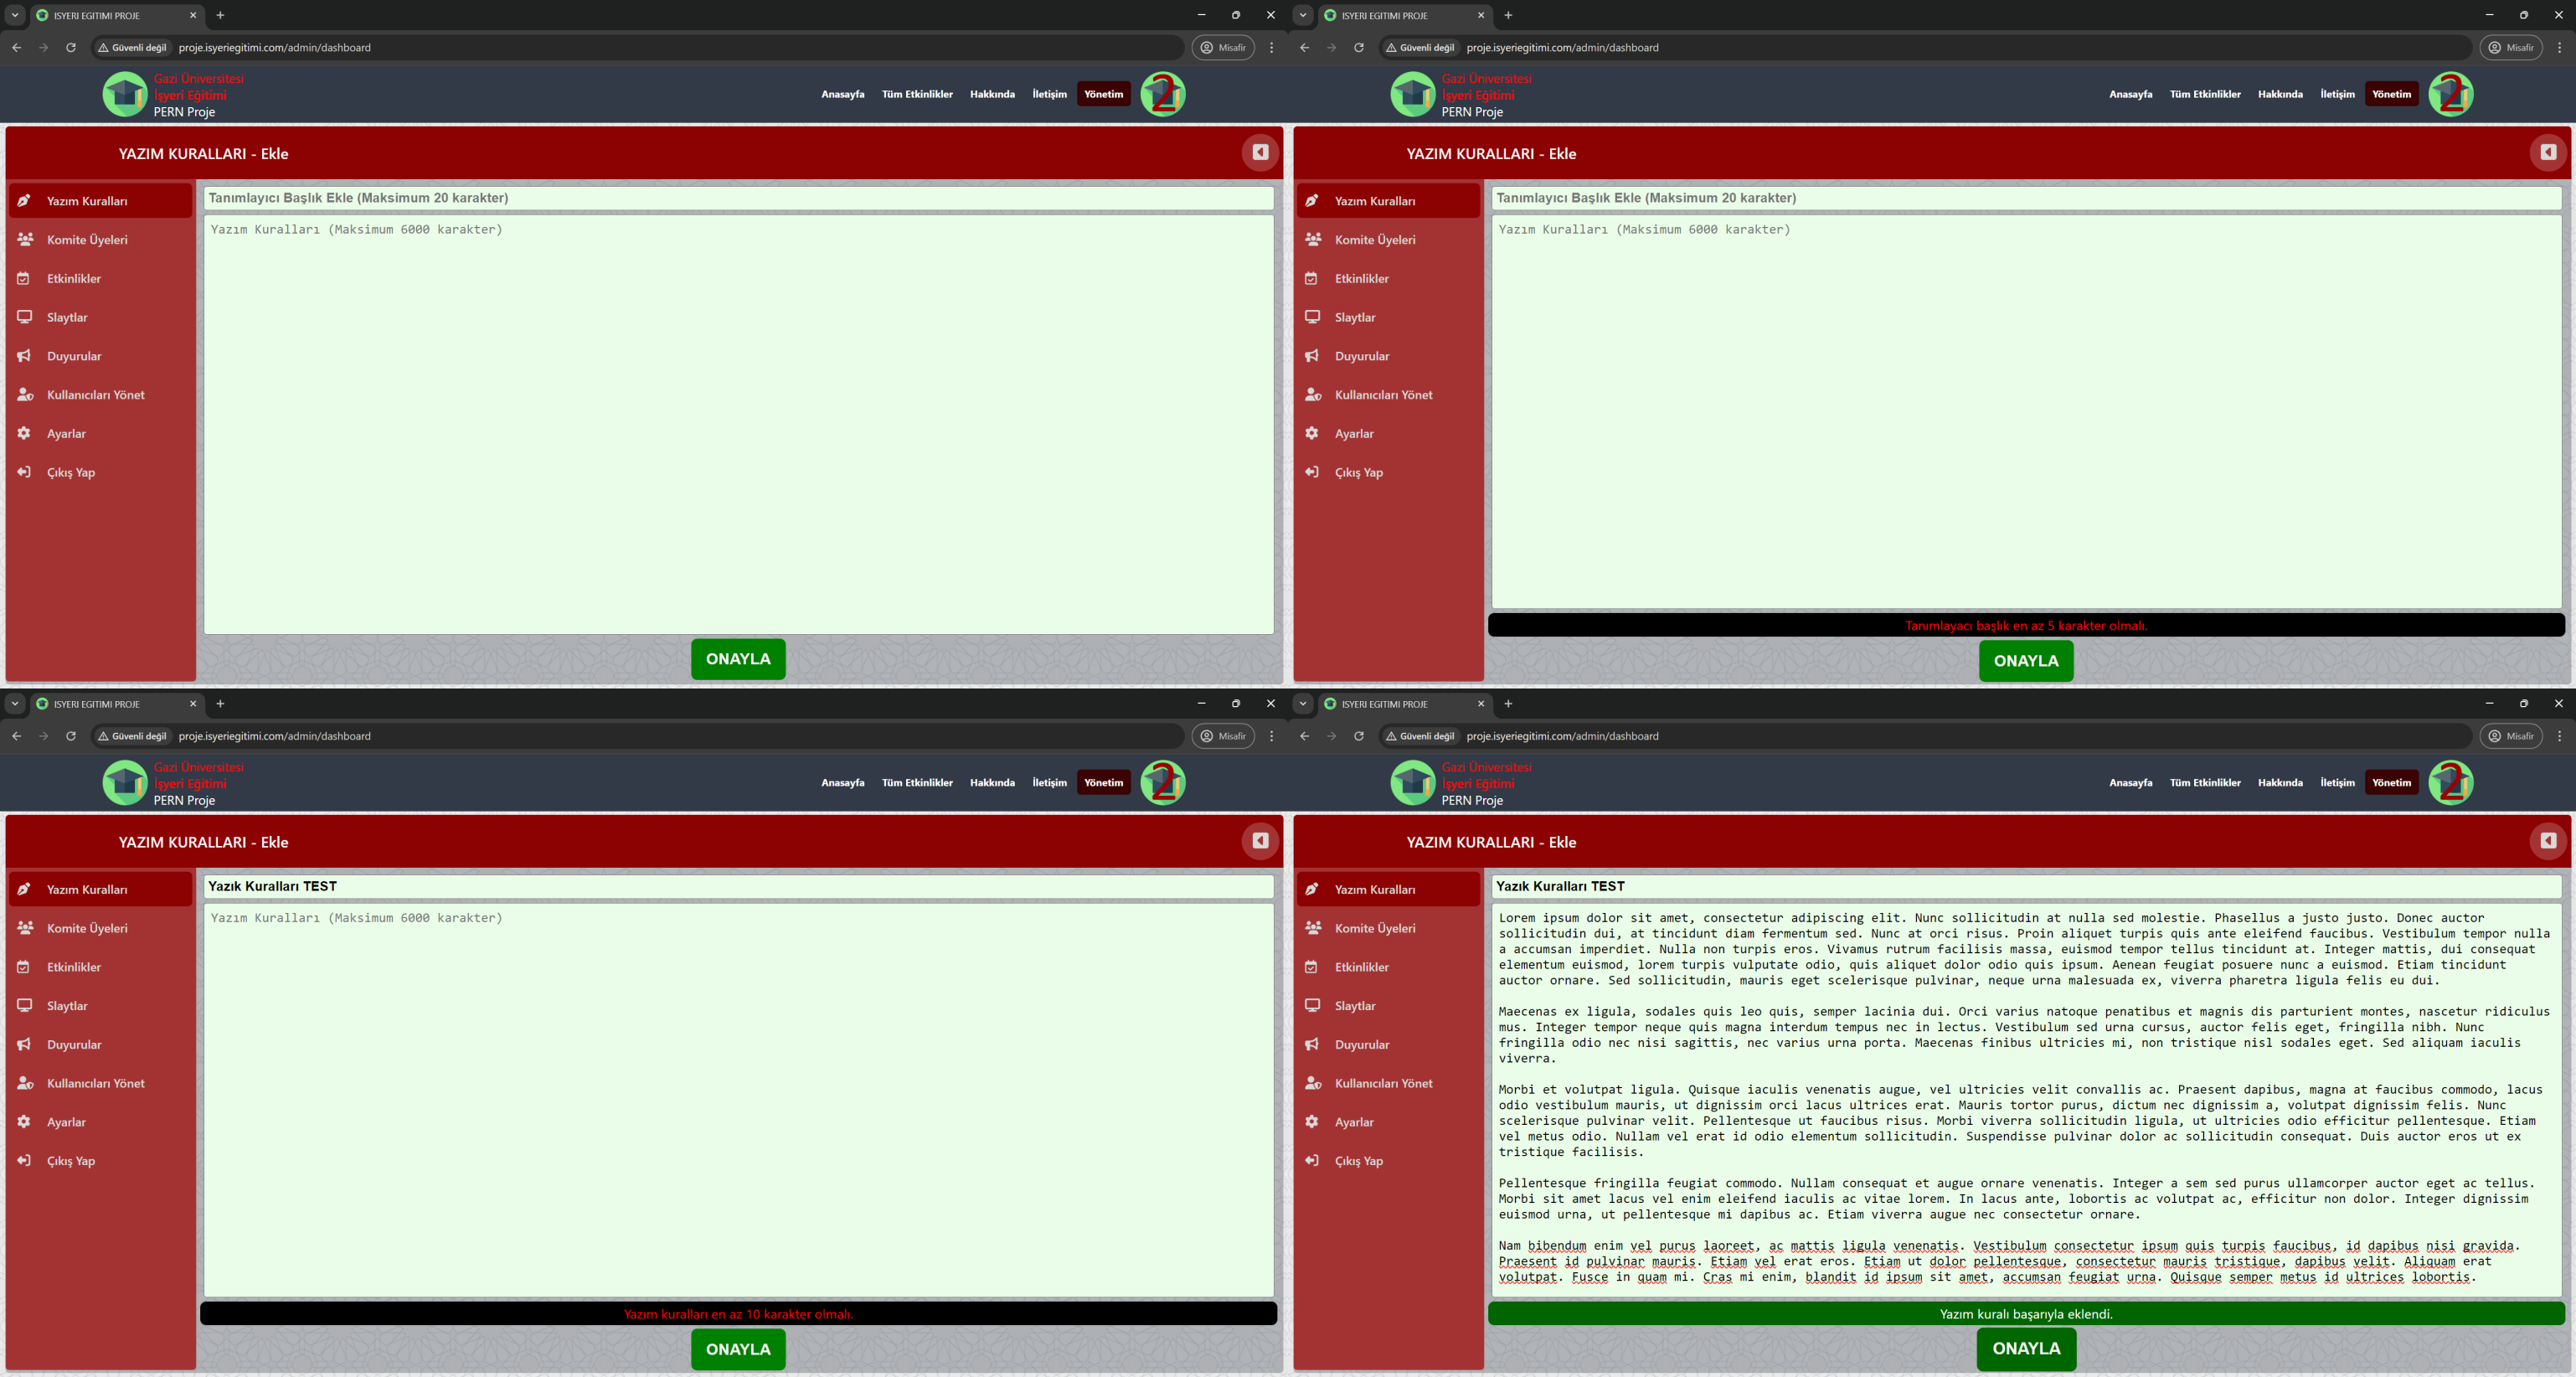 ISYERI EGITIMI PROJE
Güvenli değil proje.isyeriegitimi.com/admin/dashboard Misafir
Gazi Üniversitesi
İşyeri Eğitimi
PERN Proje
Anasayfa Tüm Etkinlikler Hakkında İletişim Yönetim 2
YAZIM KURALLARI - Ekle
Yazım Kuralları
Komite Üyeleri
Etkinlikler
Slaytlar
Duyurular
Kullanıcıları Yönet
Ayarlar
Çıkış Yap
Tanımlayıcı Başlık Ekle (Maksimum 20 karakter)
Yazım Kuralları (Maksimum 6000 karakter)
ONAYLA
ISYERI EGITIMI PROJE
Güvenli değil proje.isyeriegitimi.com/admin/dashboard Misafir
Gazi Üniversitesi
İşyeri Eğitimi
PERN Proje
Anasayfa Tüm Etkinlikler Hakkında İletişim Yönetim 2
YAZIM KURALLARI - Ekle
Yazım Kuralları
Komite Üyeleri
Etkinlikler
Slaytlar
Duyurular
Kullanıcıları Yönet
Ayarlar
Çıkış Yap
Tanımlayıcı Başlık Ekle (Maksimum 20 karakter)
Yazım Kuralları (Maksimum 6000 karakter)
Tanımlayacı başlık en az 5 karakter olmalı.
ONAYLA
ISYERI EGITIMI PROJE
Güvenli değil proje.isyeriegitimi.com/admin/dashboard Misafir
Gazi Üniversitesi
İşyeri Eğitimi
PERN Proje
Anasayfa Tüm Etkinlikler Hakkında İletişim Yönetim 2
YAZIM KURALLARI - Ekle
Yazım Kuralları
Komite Üyeleri
Etkinlikler
Slaytlar
Duyurular
Kullanıcıları Yönet
Ayarlar
Çıkış Yap
Yazık Kuralları TEST
Yazım Kuralları (Maksimum 6000 karakter)
Yazım kuralları en az 10 karakter olmalı.
ONAYLA
ISYERI EGITIMI PROJE
Güvenli değil proje.isyeriegitimi.com/admin/dashboard Misafir
Gazi Üniversitesi
İşyeri Eğitimi
PERN Proje
Anasayfa Tüm Etkinlikler Hakkında İletişim Yönetim 2
YAZIM KURALLARI - Ekle
Yazım Kuralları
Komite Üyeleri
Etkinlikler
Slaytlar
Duyurular
Kullanıcıları Yönet
Ayarlar
Çıkış Yap
Yazık Kuralları TEST
Lorem ipsum dolor sit amet, consectetur adipiscing elit. Nunc sollicitudin at nulla sed molestie. Phasellus a justo justo. Donec auctor
sollicitudin dui, at tincidunt diam fermentum sed. Nunc at orci risus. Proin aliquet turpis quis ante eleifend faucibus. Vestibulum tempor nulla
a accumsan imperdiet. Nulla non turpis eros. Vivamus rutrum facilisis massa, euismod tempor tellus tincidunt at. Integer mattis, dui consequat
elementum euismod, lorem turpis vulputate odio, quis aliquet dolor odio quis ipsum. Aenean feugiat posuere nunc a euismod. Etiam tincidunt
auctor ornare. Sed sollicitudin, mauris eget scelerisque pulvinar, neque urna malesuada ex, viverra pharetra ligula felis eu dui.
Maecenas ex ligula, sodales quis leo quis, semper lacinia dui. Orci varius natoque penatibus et magnis dis parturient montes, nascetur ridiculus
mus. Integer tempor neque quis magna interdum tempus nec in lectus. Vestibulum sed urna cursus, auctor felis eget, fringilla nibh. Nunc
fringilla odio nec nisi sagittis, nec varius urna porta. Maecenas finibus ultricies mi, non tristique nisl sodales eget. Sed aliquam iaculis
viverra.
Morbi et volutpat ligula. Quisque iaculis venenatis augue, vel ultricies velit convallis ac. Praesent dapibus, magna at faucibus commodo, lacus
odio vestibulum mauris, ut dignissim orci lacus ultrices erat. Mauris tortor purus, dictum nec dignissim a, volutpat dignissim felis. Nunc
scelerisque pulvinar velit. Pellentesque ut faucibus risus. Morbi viverra sollicitudin ligula, ut ultricies odio efficitur pellentesque. Etiam
vel metus odio. Nullam vel erat id odio elementum sollicitudin. Suspendisse pulvinar dolor ac sollicitudin consequat. Duis auctor eros ut ex
tristique facilisis.
Pellentesque fringilla feugiat commodo. Nullam consequat et augue ornare venenatis. Integer a sem sed purus ullamcorper auctor eget ac tellus.
Morbi sit amet lacus vel enim eleifend iaculis ac vitae lorem. In lacus ante, lobortis ac volutpat ac, efficitur non dolor. Integer dignissim
euismod urna, ut pellentesque mi dapibus ac. Etiam viverra augue nec consectetur ornare.
Nam bibendum enim vel purus laoreet, ac mattis ligula venenatis. Vestibulum consectetur ipsum quis turpis faucibus, id dapibus nisi gravida.
Praesent id pulvinar mauris. Etiam vel erat eros. Etiam ut dolor pellentesque, consectetur mauris tristique, dapibus velit. Aliquam erat
volutpat. Fusce in quam mi. Cras mi enim, blandit id ipsum sit amet, accumsan feugiat urna. Quisque semper metus id ultrices lobortis.
Yazım kuralı başarıyla eklendi.
ONAYLA